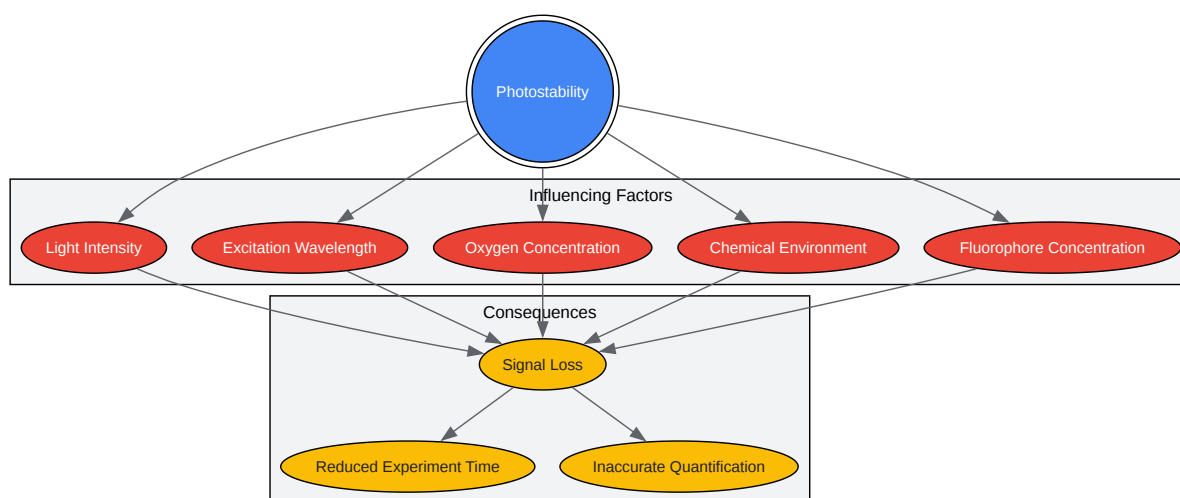 Photostability
Influencing Factors
Light Intensity
Excitation Wavelength
Oxygen Concentration
Chemical Environment
Fluorophore Concentration
Consequences
Signal Loss
Reduced Experiment Time
Inaccurate Quantification